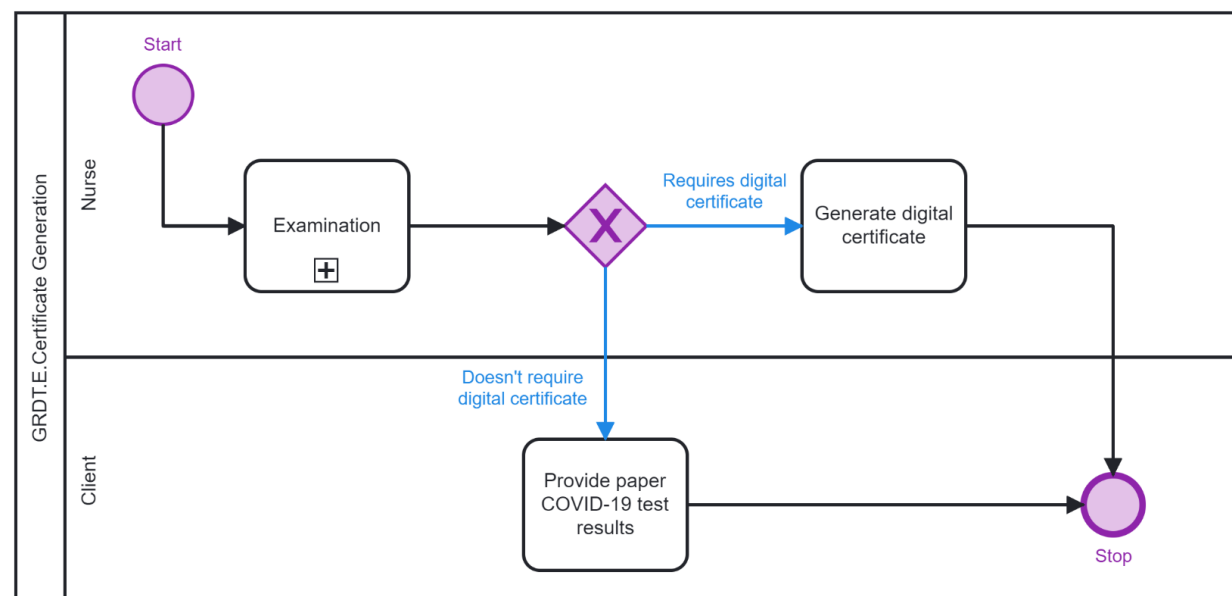 GRDT.E.Certificate Generation
Nurse
Start
Examination
X
Requires digital
certificate
Generate digital
certificate
Client
Doesn't require
digital certificate
Provide paper
COVID-19 test
results
Stop